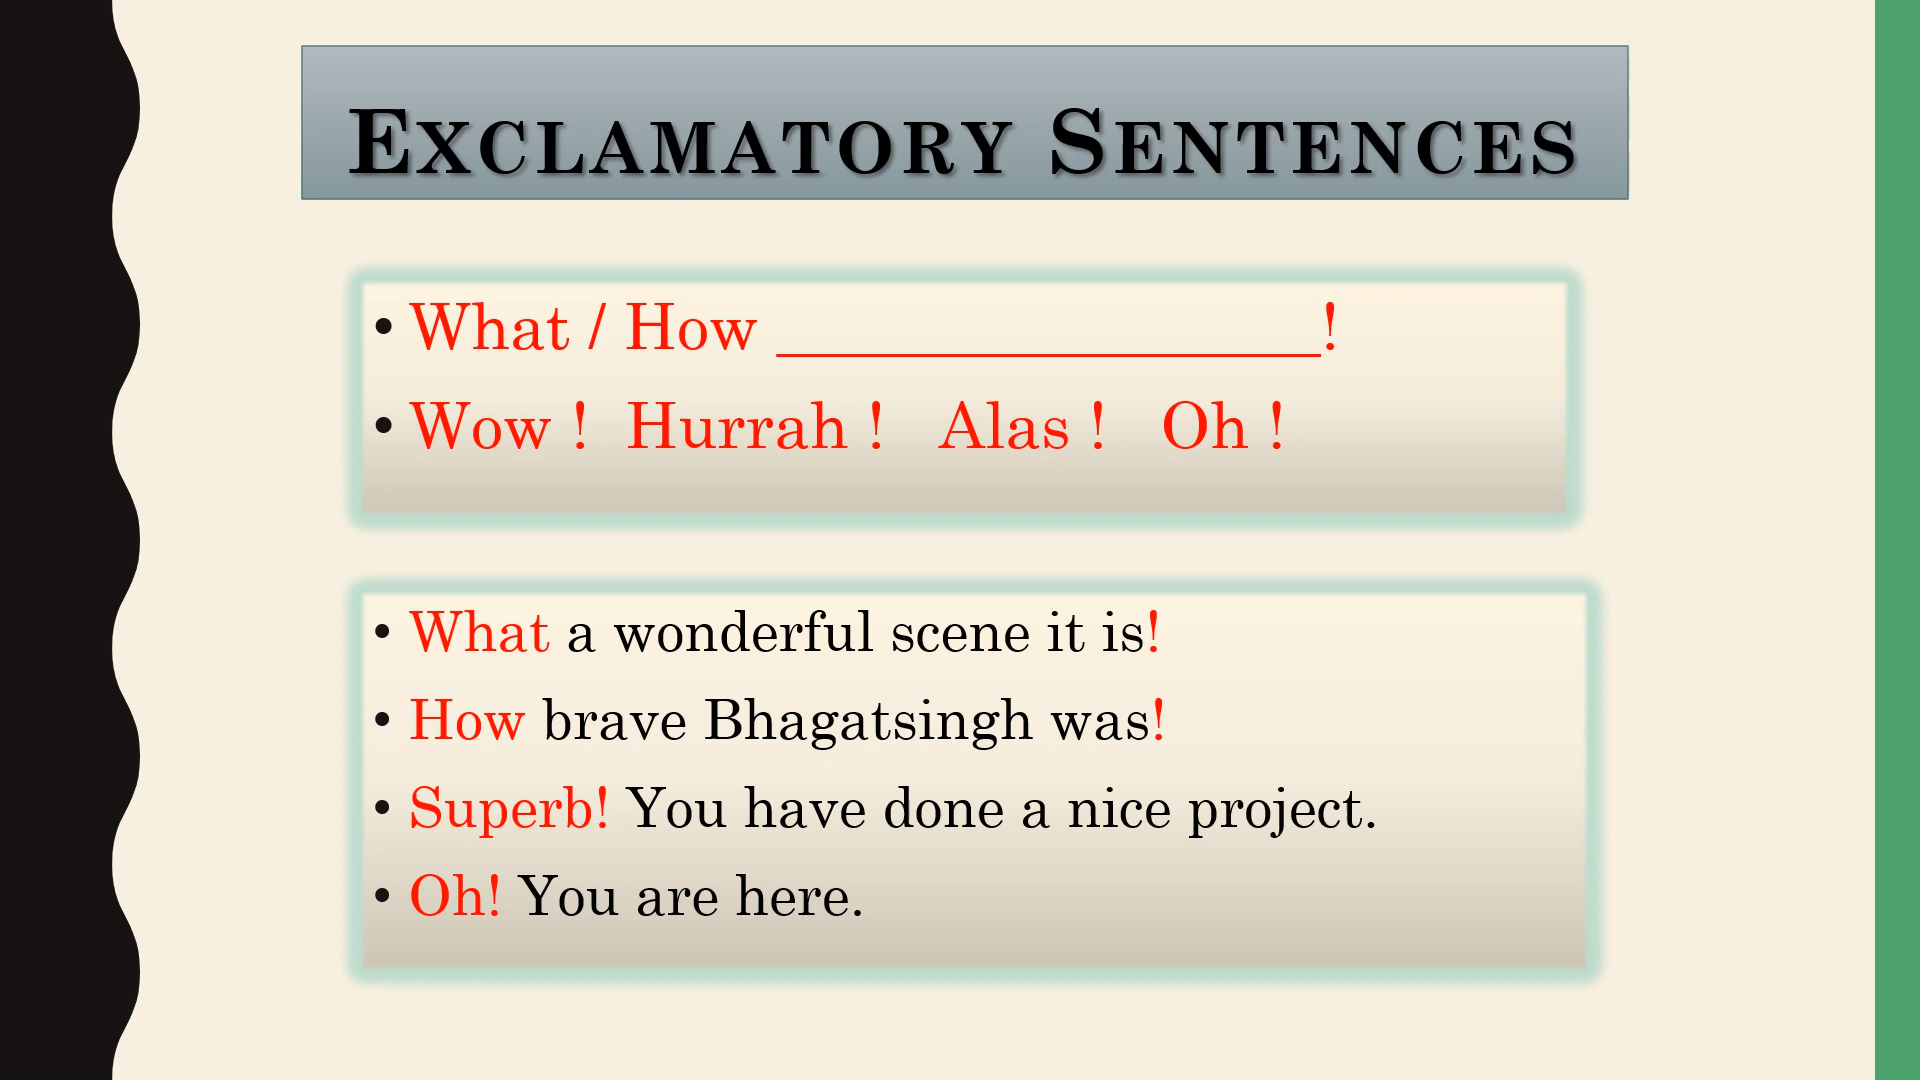 Exclamatory Sentences
• What / How _________________!
• Wow ! Hurrah ! Alas ! Oh !
• What a wonderful scene it is!
• How brave Bhagatsingh was!
• Superb! You have done a nice project.
• Oh! You are here.